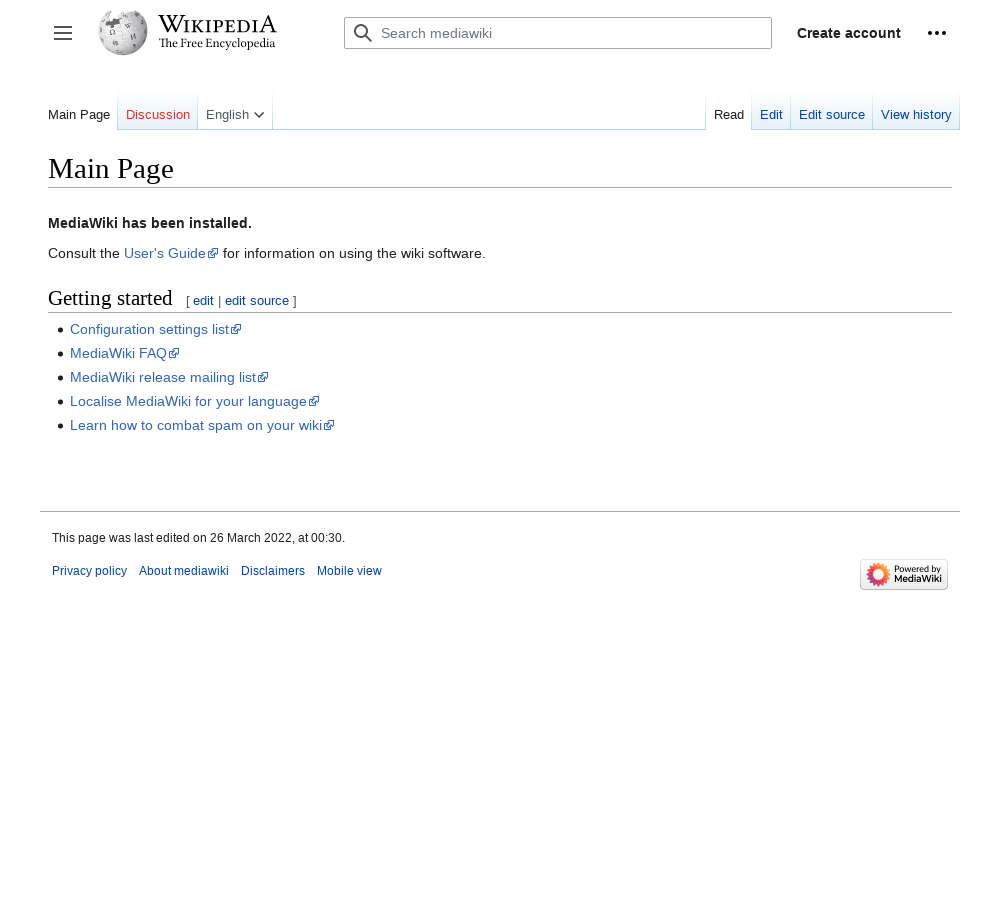 WIKIPEDIA
The Free Encyclopedia
Search mediawiki
Create account
Main Page Discussion English Read Edit Edit source View history
Main Page
MediaWiki has been installed.
Consult the User's Guide for information on using the wiki software.
Getting started [ edit | edit source ]
Configuration settings list
MediaWiki FAQ
MediaWiki release mailing list
Localise MediaWiki for your language
Learn how to combat spam on your wiki
This page was last edited on 26 March 2022, at 00:30.
Privacy policy About mediawiki Disclaimers Mobile view
Powered by
MediaWiki